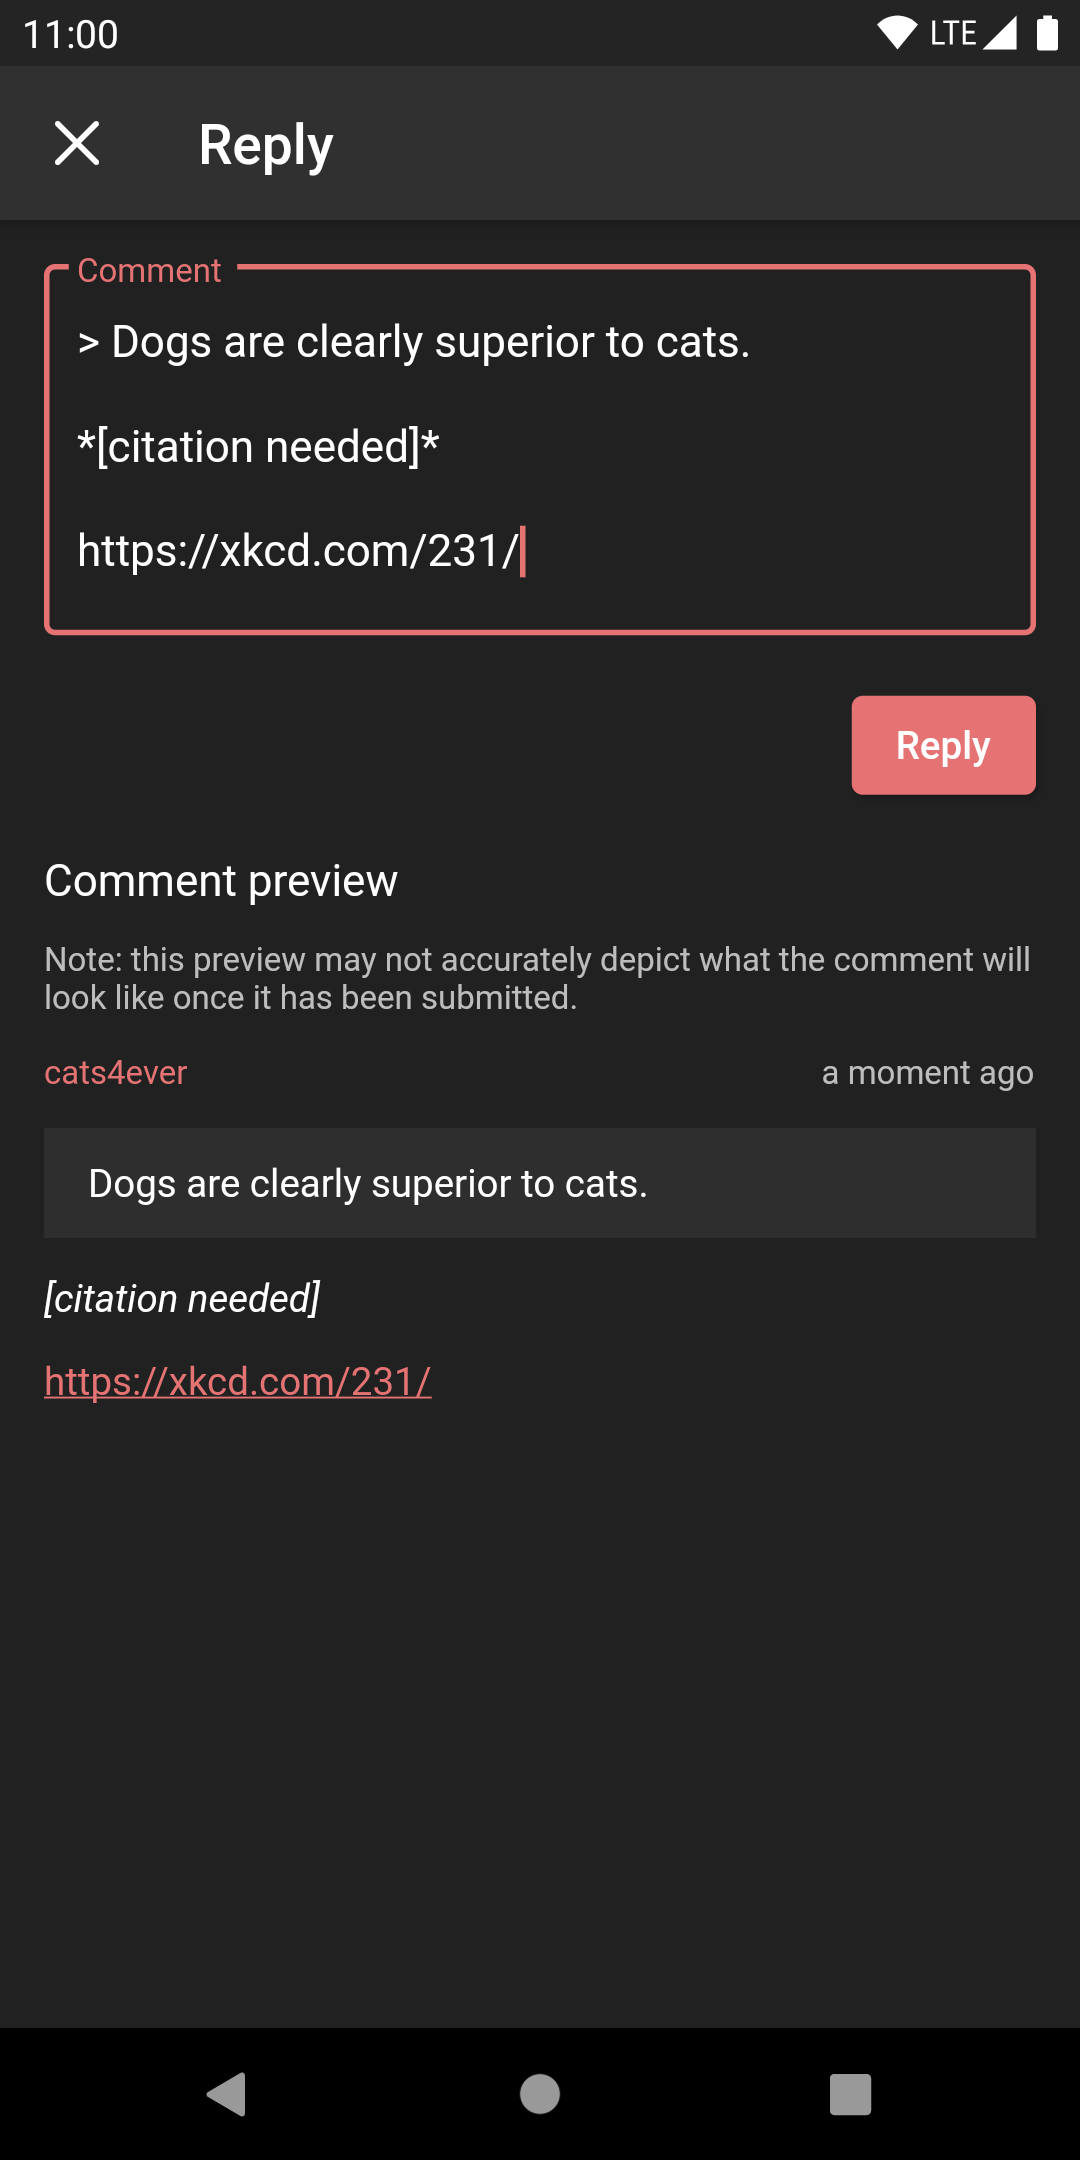 11:00 LTE
Reply
Comment
> Dogs are clearly superior to cats.
*[citation needed]*
https://xkcd.com/231/
Reply
Comment preview
Note: this preview may not accurately depict what the comment will
look like once it has been submitted.
cats4ever a moment ago
Dogs are clearly superior to cats.
[citation needed]
https://xkcd.com/231/